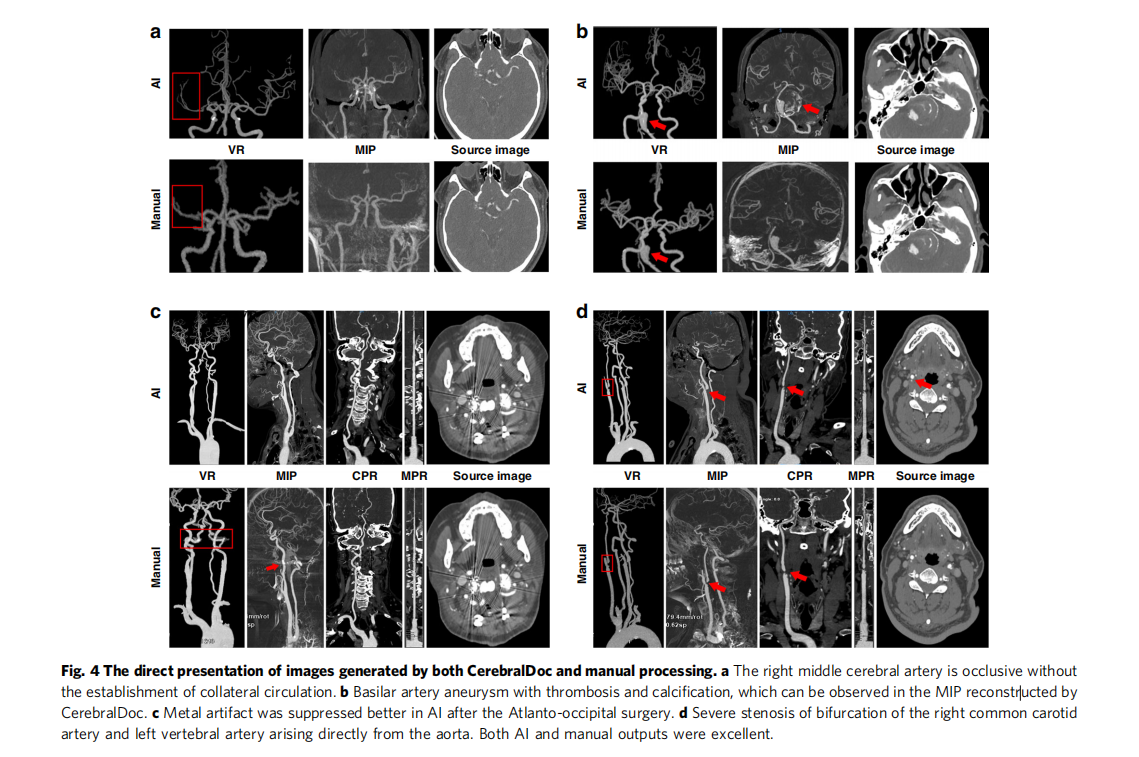 a
b
AI
AI
VR
MIP
Source image
VR
MIP
Source image
Manual
Manual
c
d
AI
AI
VR
MIP
CPR
MPR
Source image
VR
MIP
CPR
MPR
Source image
Manual
Manual
mm/rot
sp
79.4mm/rot
0.62sp
Fig. 4 The direct presentation of images generated by both CerebralDoc and manual processing. a The right middle cerebral artery is occlusive without
the establishment of collateral circulation. b Basilar artery aneurysm with thrombosis and calcification, which can be observed in the MIP reconstructed by
CerebralDoc. c Metal artifact was suppressed better in AI after the Atlanto-occipital surgery. d Severe stenosis of bifurcation of the right common carotid
artery and left vertebral artery arising directly from the aorta. Both AI and manual outputs were excellent.